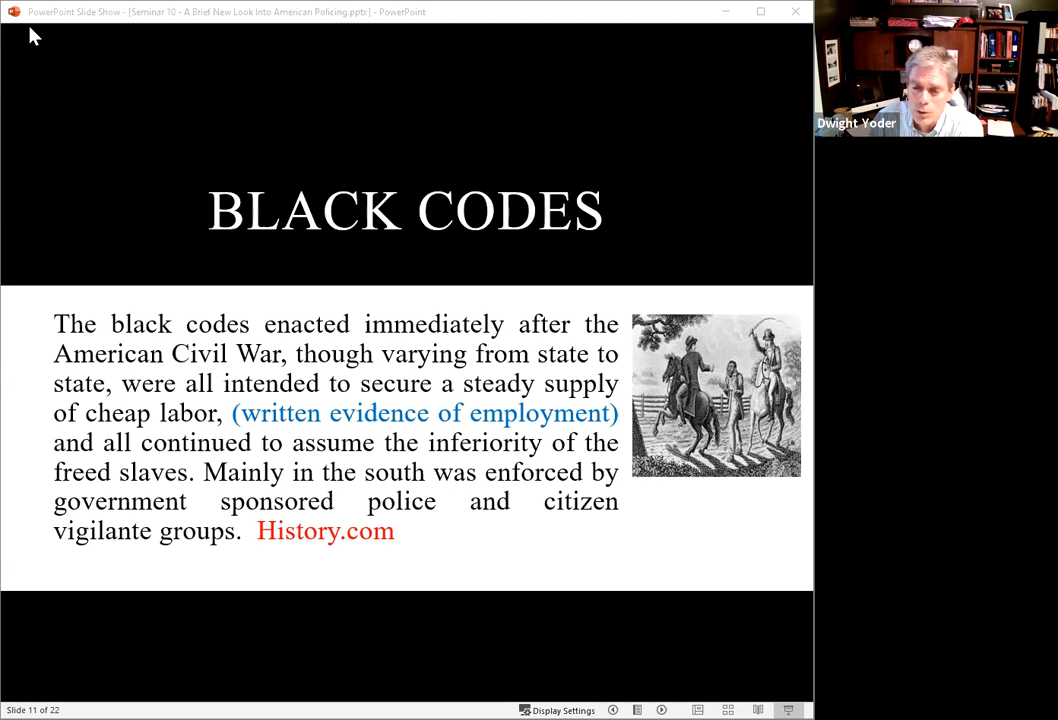 PowerPoint Slide Show - [Seminar 10 - A Brief New Look Into American Policing.pptx] - PowerPoint
Dwight Yoder
BLACK CODES
The black codes enacted immediately after the
American Civil War, though varying from state to
state, were all intended to secure a steady supply
of cheap labor, (written evidence of employment)
and all continued to assume the inferiority of the
freed slaves. Mainly in the south was enforced by
government sponsored police and citizen
vigilante groups. History.com
Slide 11 of 22
Display Settings